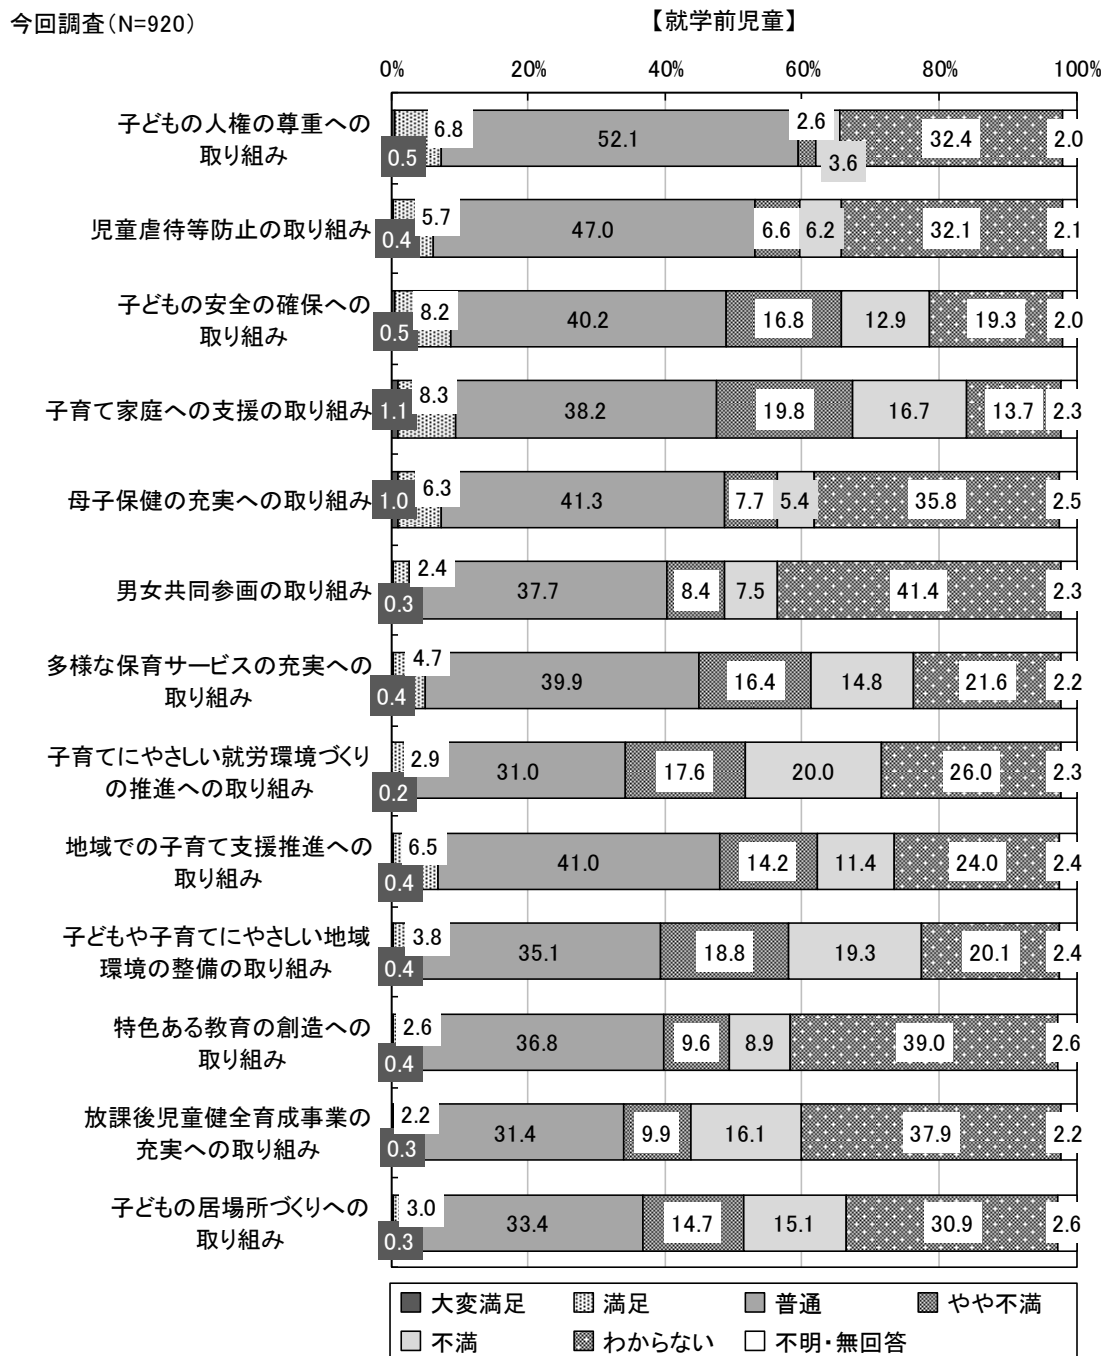 今回調査(N=920)
【就学前児童】
0% 20% 40% 60% 80% 100%
子どもの人権の尊重への
取り組み
0.5 6.8 52.1 2.6 3.6 32.4 2.0
児童虐待等防止の取り組み
0.4 5.7 47.0 6.6 6.2 32.1 2.1
子どもの安全の確保への
取り組み
0.5 8.2 40.2 16.8 12.9 19.3 2.0
子育て家庭への支援の取り組み
1.1 8.3 38.2 19.8 16.7 13.7 2.3
母子保健の充実への取り組み
1.0 6.3 41.3 7.7 5.4 35.8 2.5
男女共同参画の取り組み
0.3 2.4 37.7 8.4 7.5 41.4 2.3
多様な保育サービスの充実への
取り組み
0.4 4.7 39.9 16.4 14.8 21.6 2.2
子育てにやさしい就労環境づくり
の推進への取り組み
0.2 2.9 31.0 17.6 20.0 26.0 2.3
地域での子育て支援推進への
取り組み
0.4 6.5 41.0 14.2 11.4 24.0 2.4
子どもや子育てにやさしい地域
環境の整備の取り組み
0.4 3.8 35.1 18.8 19.3 20.1 2.4
特色ある教育の創造への
取り組み
0.4 2.6 36.8 9.6 8.9 39.0 2.6
放課後児童健全育成事業の
充実への取り組み
0.3 2.2 31.4 9.9 16.1 37.9 2.2
子どもの居場所づくりへの
取り組み
0.3 3.0 33.4 14.7 15.1 30.9 2.6
大変満足 満足 普通 やや不満
不満 わからない 不明・無回答